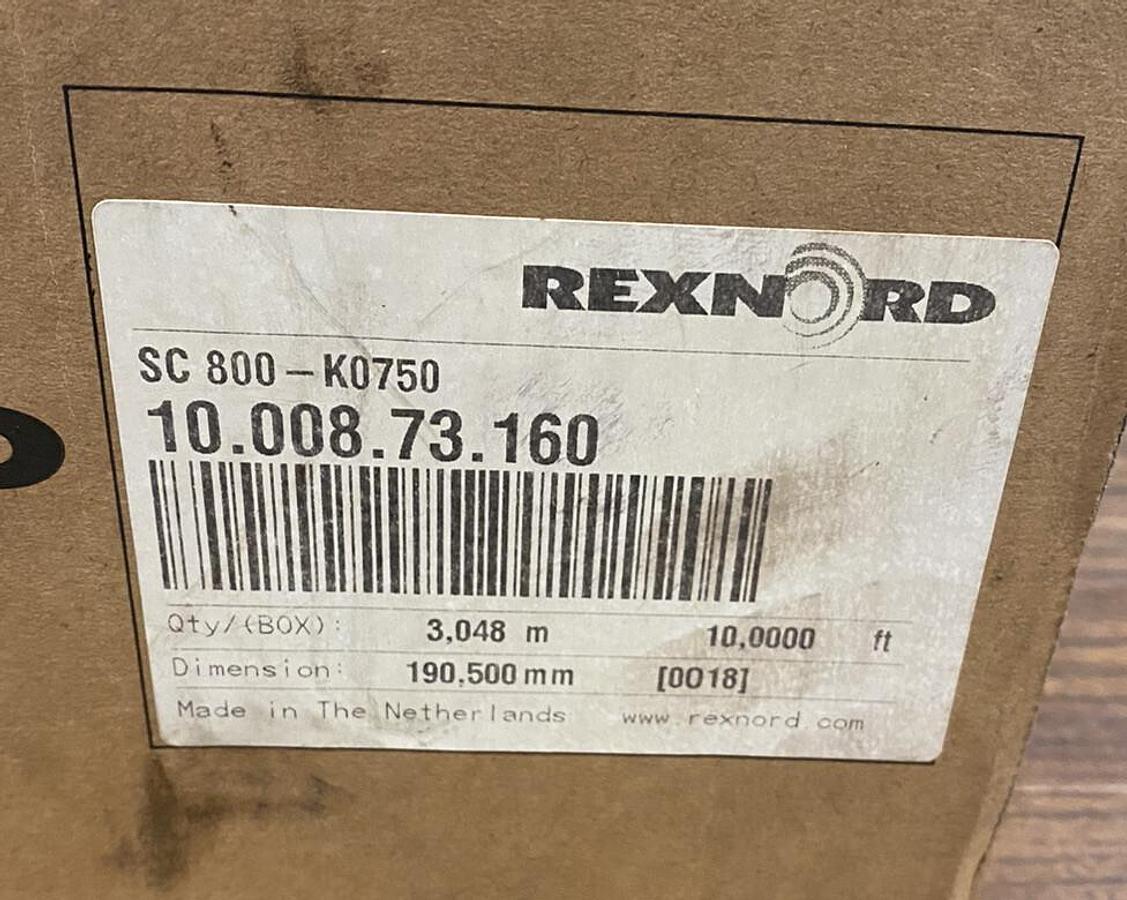 REXNORD
SC 800-K0750
10.008.73.160
Qty/(BOX): 3,048 m 10,0000 ft
Dimension: 190,500 mm [0018]
Made in The Netherlands www.rexnord.com